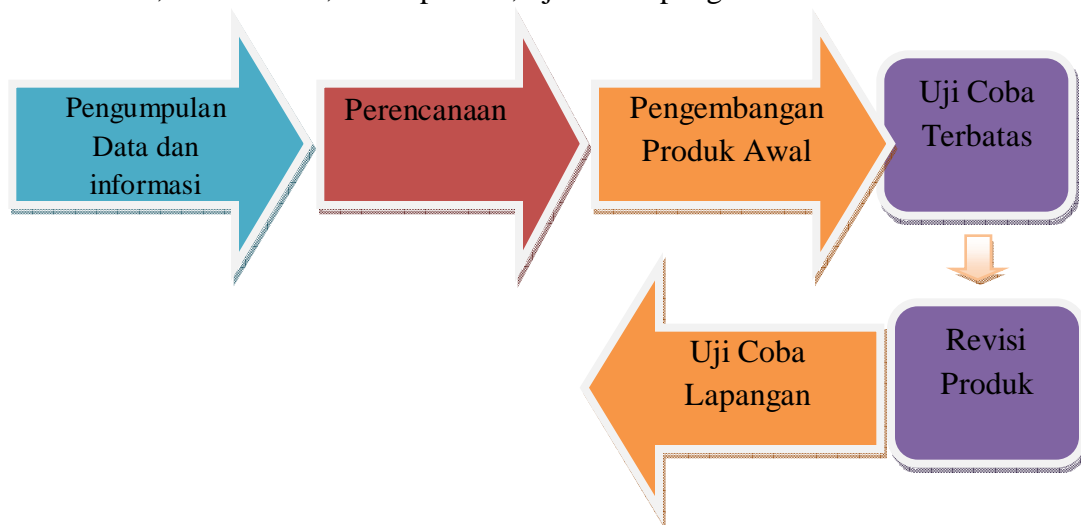 Pengumpulan
Data dan
informasi
Perencanaan
Pengembangan
Produk Awal
Uji Coba
Terbatas
Revisi
Produk
Uji Coba
Lapangan